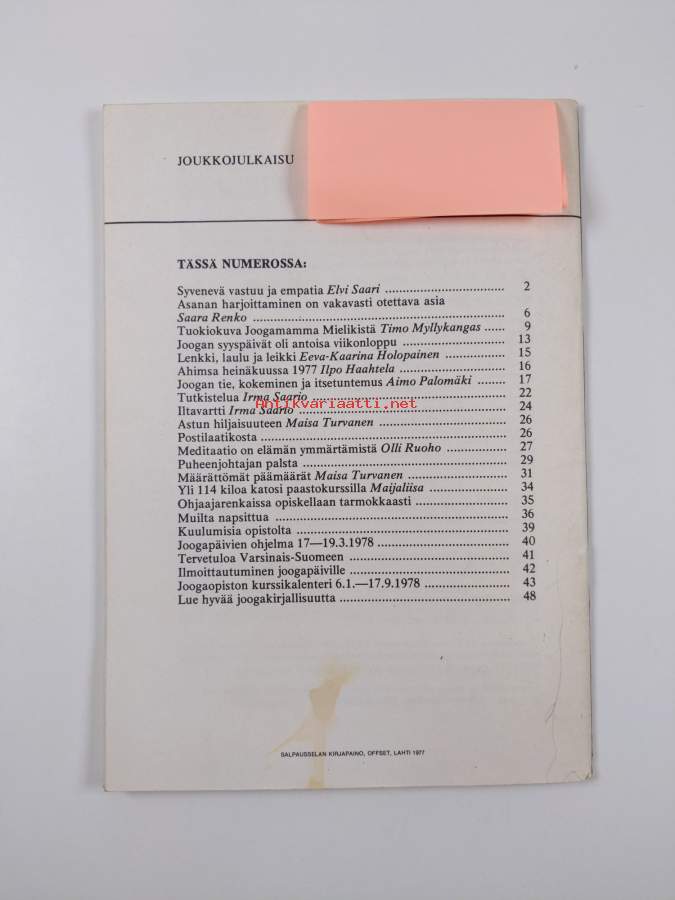 JOUKKOJULKAISU
TÄSSÄ NUMEROSSA:
Syvenevä vastuu ja empatia Elvi Saari ................................... 2
Asanan harjoittaminen on vakavasti otettava asia
Saara Renko ................................... 6
Tuokiokuva Joogamamma Mielikistä Timo Myllykangas ...... 9
Joogan syyspäivät oli antoisa viikonloppu ................................... 13
Lenkki, laulu ja leikki Eeva-Kaarina Holopainen ................... 15
Ahimsa heinäkuussa 1977 Ilpo Haahtela ................................... 16
Joogan tie, kokeminen ja itsetuntemus Aimo Palomäki ........ 17
Tutkistelua Irma Saario ................................... 22
Antikvariaatti.net
Iltavartti Irma Saario ................................... 24
Astun hiljaisuuteen Maisa Turvanen ................................... 26
Postilaatikosta ................................... 26
Meditaatio on elämän ymmärtämistä Olli Ruoho ................... 27
Puheenjohtajan palsta ................................... 29
Määrättömät päämäärät Maisa Turvanen ................................... 31
Yli 114 kiloa katosi paastokurssilla Maijaliisa ................... 34
Ohjaajarenkaissa opiskellaan tarmokkaasti ................................... 35
Muilta napsittua ................................... 36
Kuulumisia opistolta ................................... 39
Joogapäivien ohjelma 17—19.3.1978 ................................... 40
Tervetuloa Varsinais-Suomeen ................................... 41
Ilmoittautuminen joogapäiville ................................... 42
Joogaopiston kurssikalenteri 6.1.—17.9.1978 ................... 43
Lue hyvää joogakirjallisuutta ................................... 48
SALPAUSSELAN KIRJAPAINO, OFFSET, LAHTI 1977